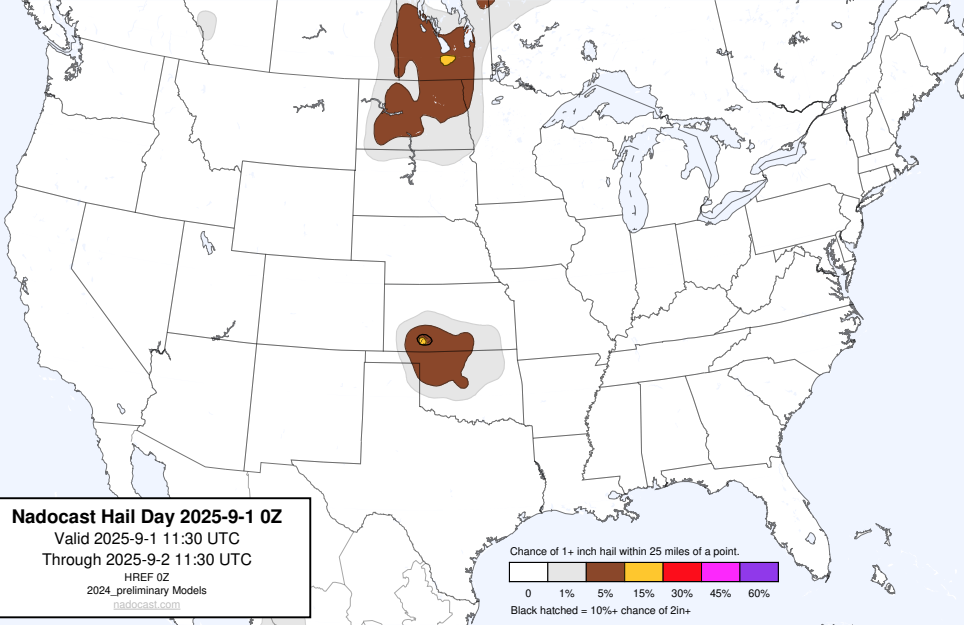 Nadocast Hail Day 2025-9-1 0Z
Valid 2025-9-1 11:30 UTC
Through 2025-9-2 11:30 UTC
HREF 0Z
2024_preliminary Models
nadocast.com
Chance of 1+ inch hail within 25 miles of a point.
0 1% 5% 15% 30% 45% 60%
Black hatched = 10%+ chance of 2in+